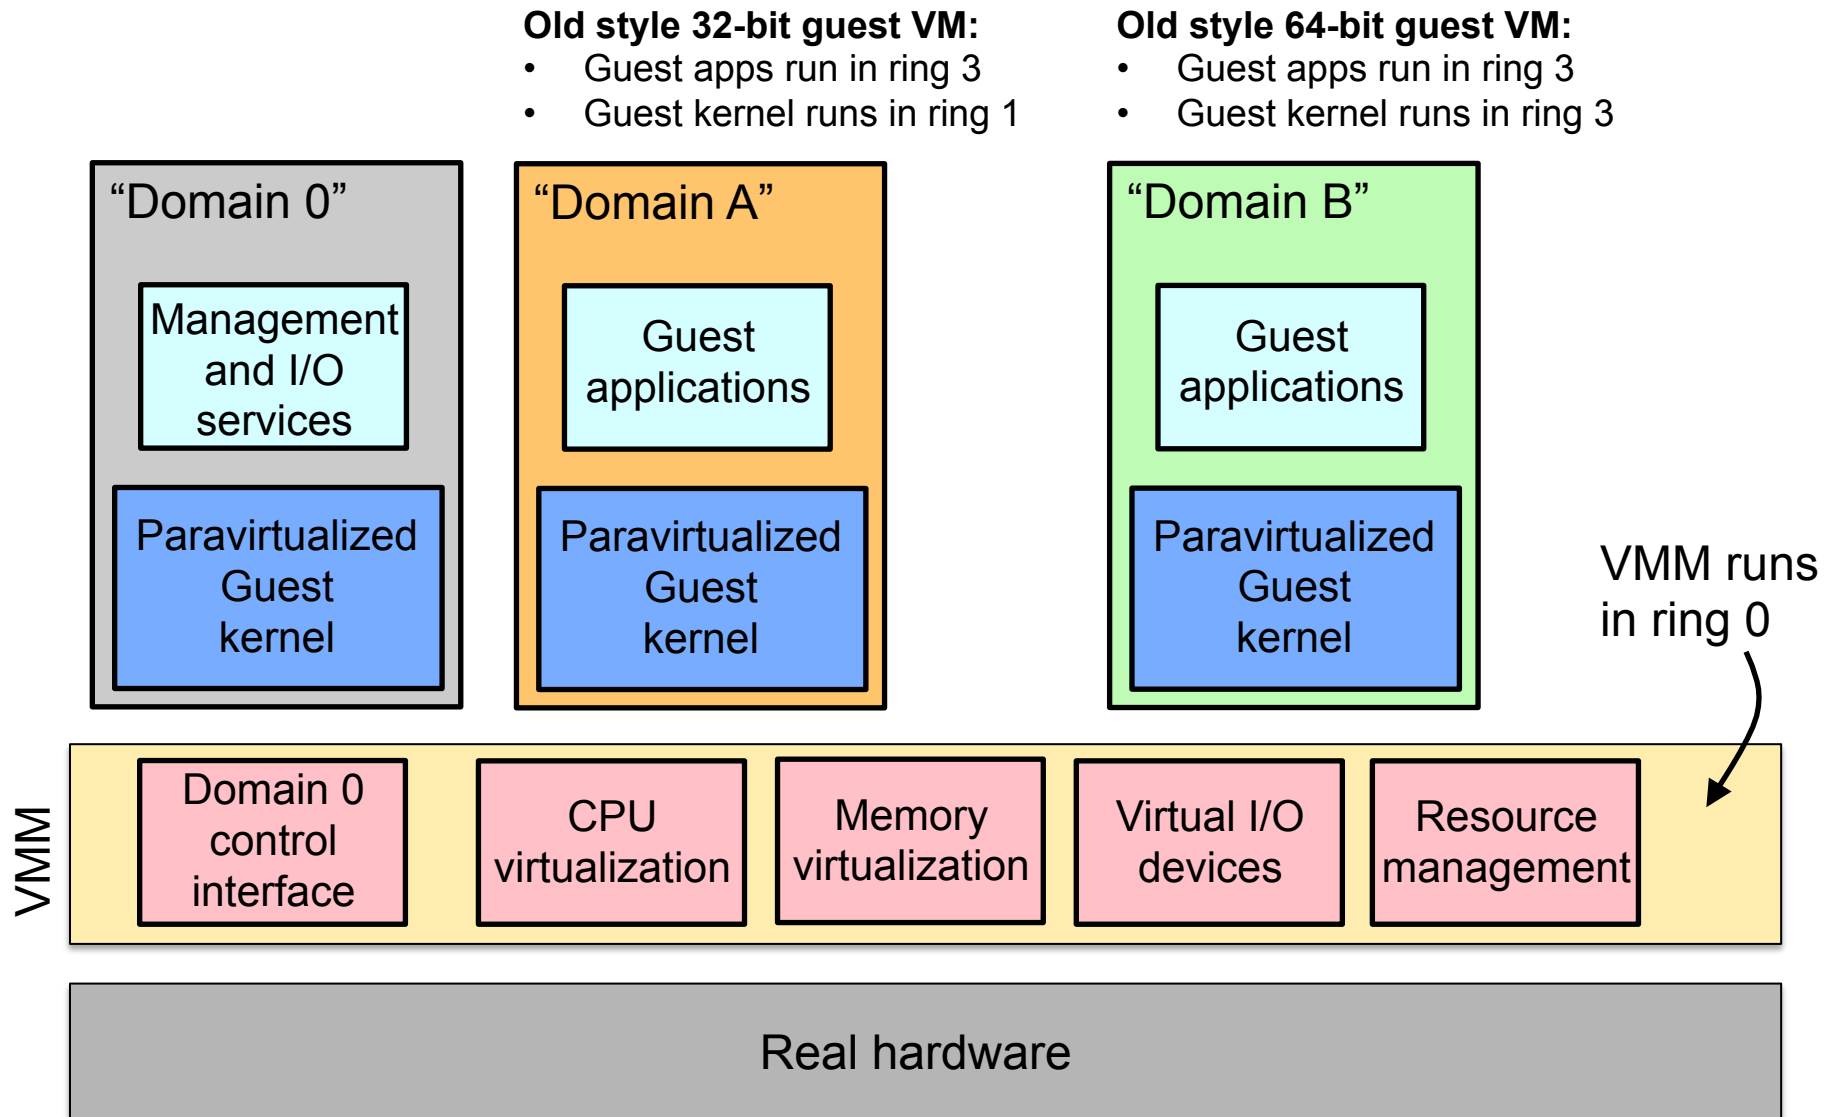 Old style 32-bit guest VM:
• Guest apps run in ring 3
• Guest kernel runs in ring 1
Old style 64-bit guest VM:
• Guest apps run in ring 3
• Guest kernel runs in ring 3
“Domain 0”
Management
and I/O
services
Paravirtualized
Guest
kernel
“Domain A”
Guest
applications
Paravirtualized
Guest
kernel
“Domain B”
Guest
applications
Paravirtualized
Guest
kernel
VMM runs
in ring 0
VMM
Domain 0
control
interface
CPU
virtualization
Memory
virtualization
Virtual I/O
devices
Resource
management
Real hardware